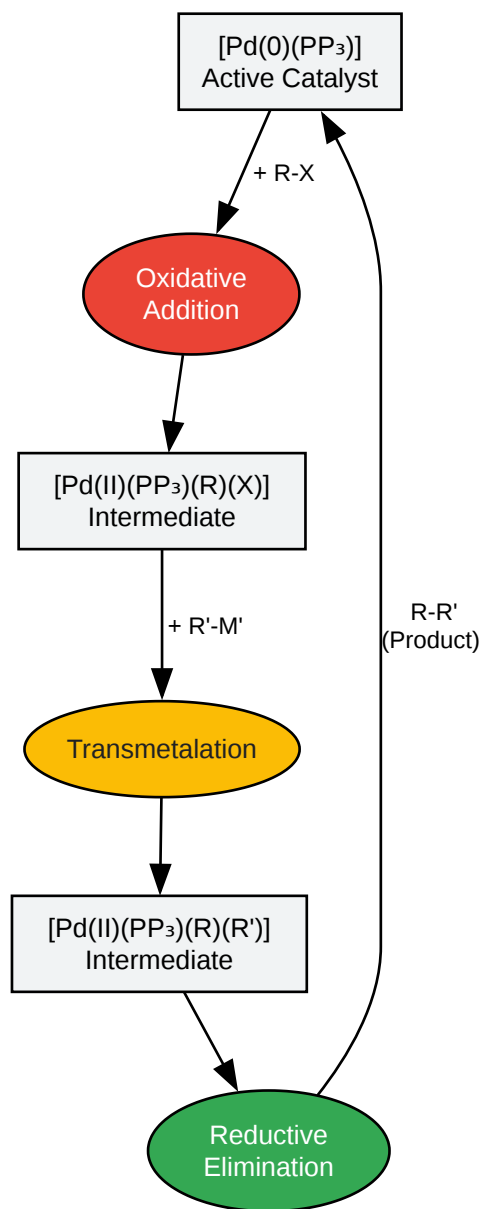 [Pd(0)(PP₃)]
Active Catalyst
+ R-X
Oxidative
Addition
[Pd(II)(PP₃)(R)(X)]
Intermediate
+ R'-M'
R-R'
(Product)
Transmetalation
[Pd(II)(PP₃)(R)(R')]
Intermediate
Reductive
Elimination